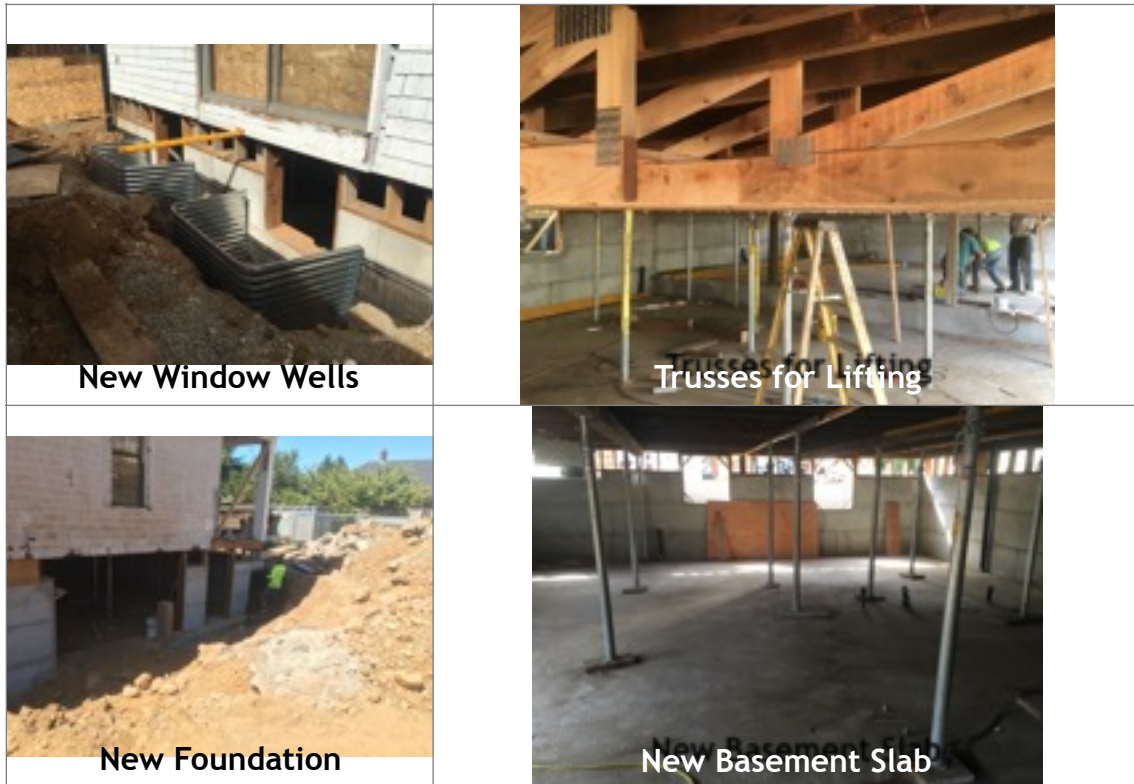 New Window Wells
Trusses for Lifting
New Foundation
New Basement Slab